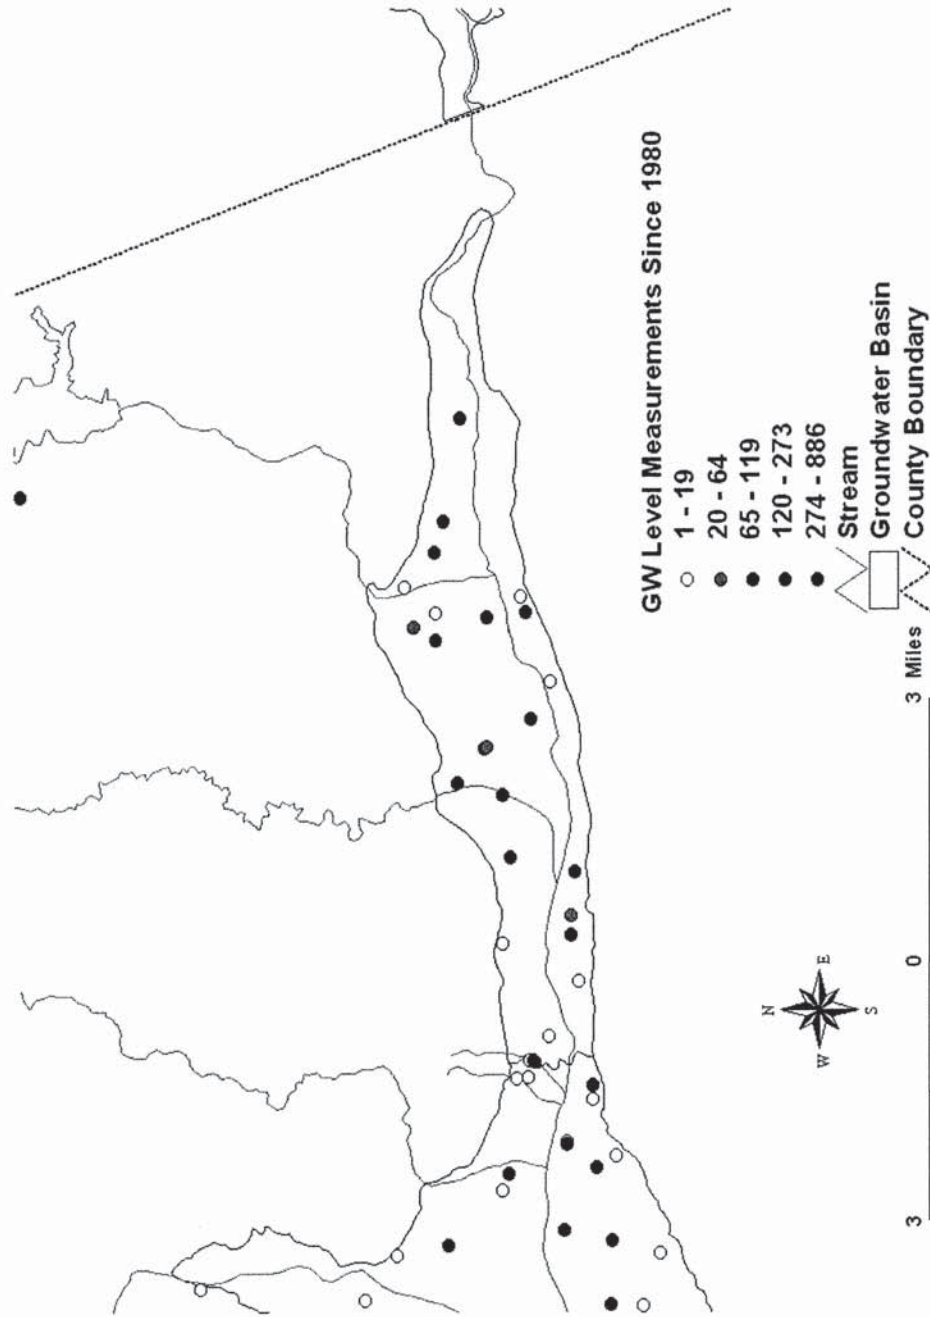 GW Level Measurements Since 1980
1 - 19
20 - 64
65 - 119
120 - 273
274 - 886
Stream
Groundwater Basin
County Boundary
N
W E
S
3 0 3 Miles